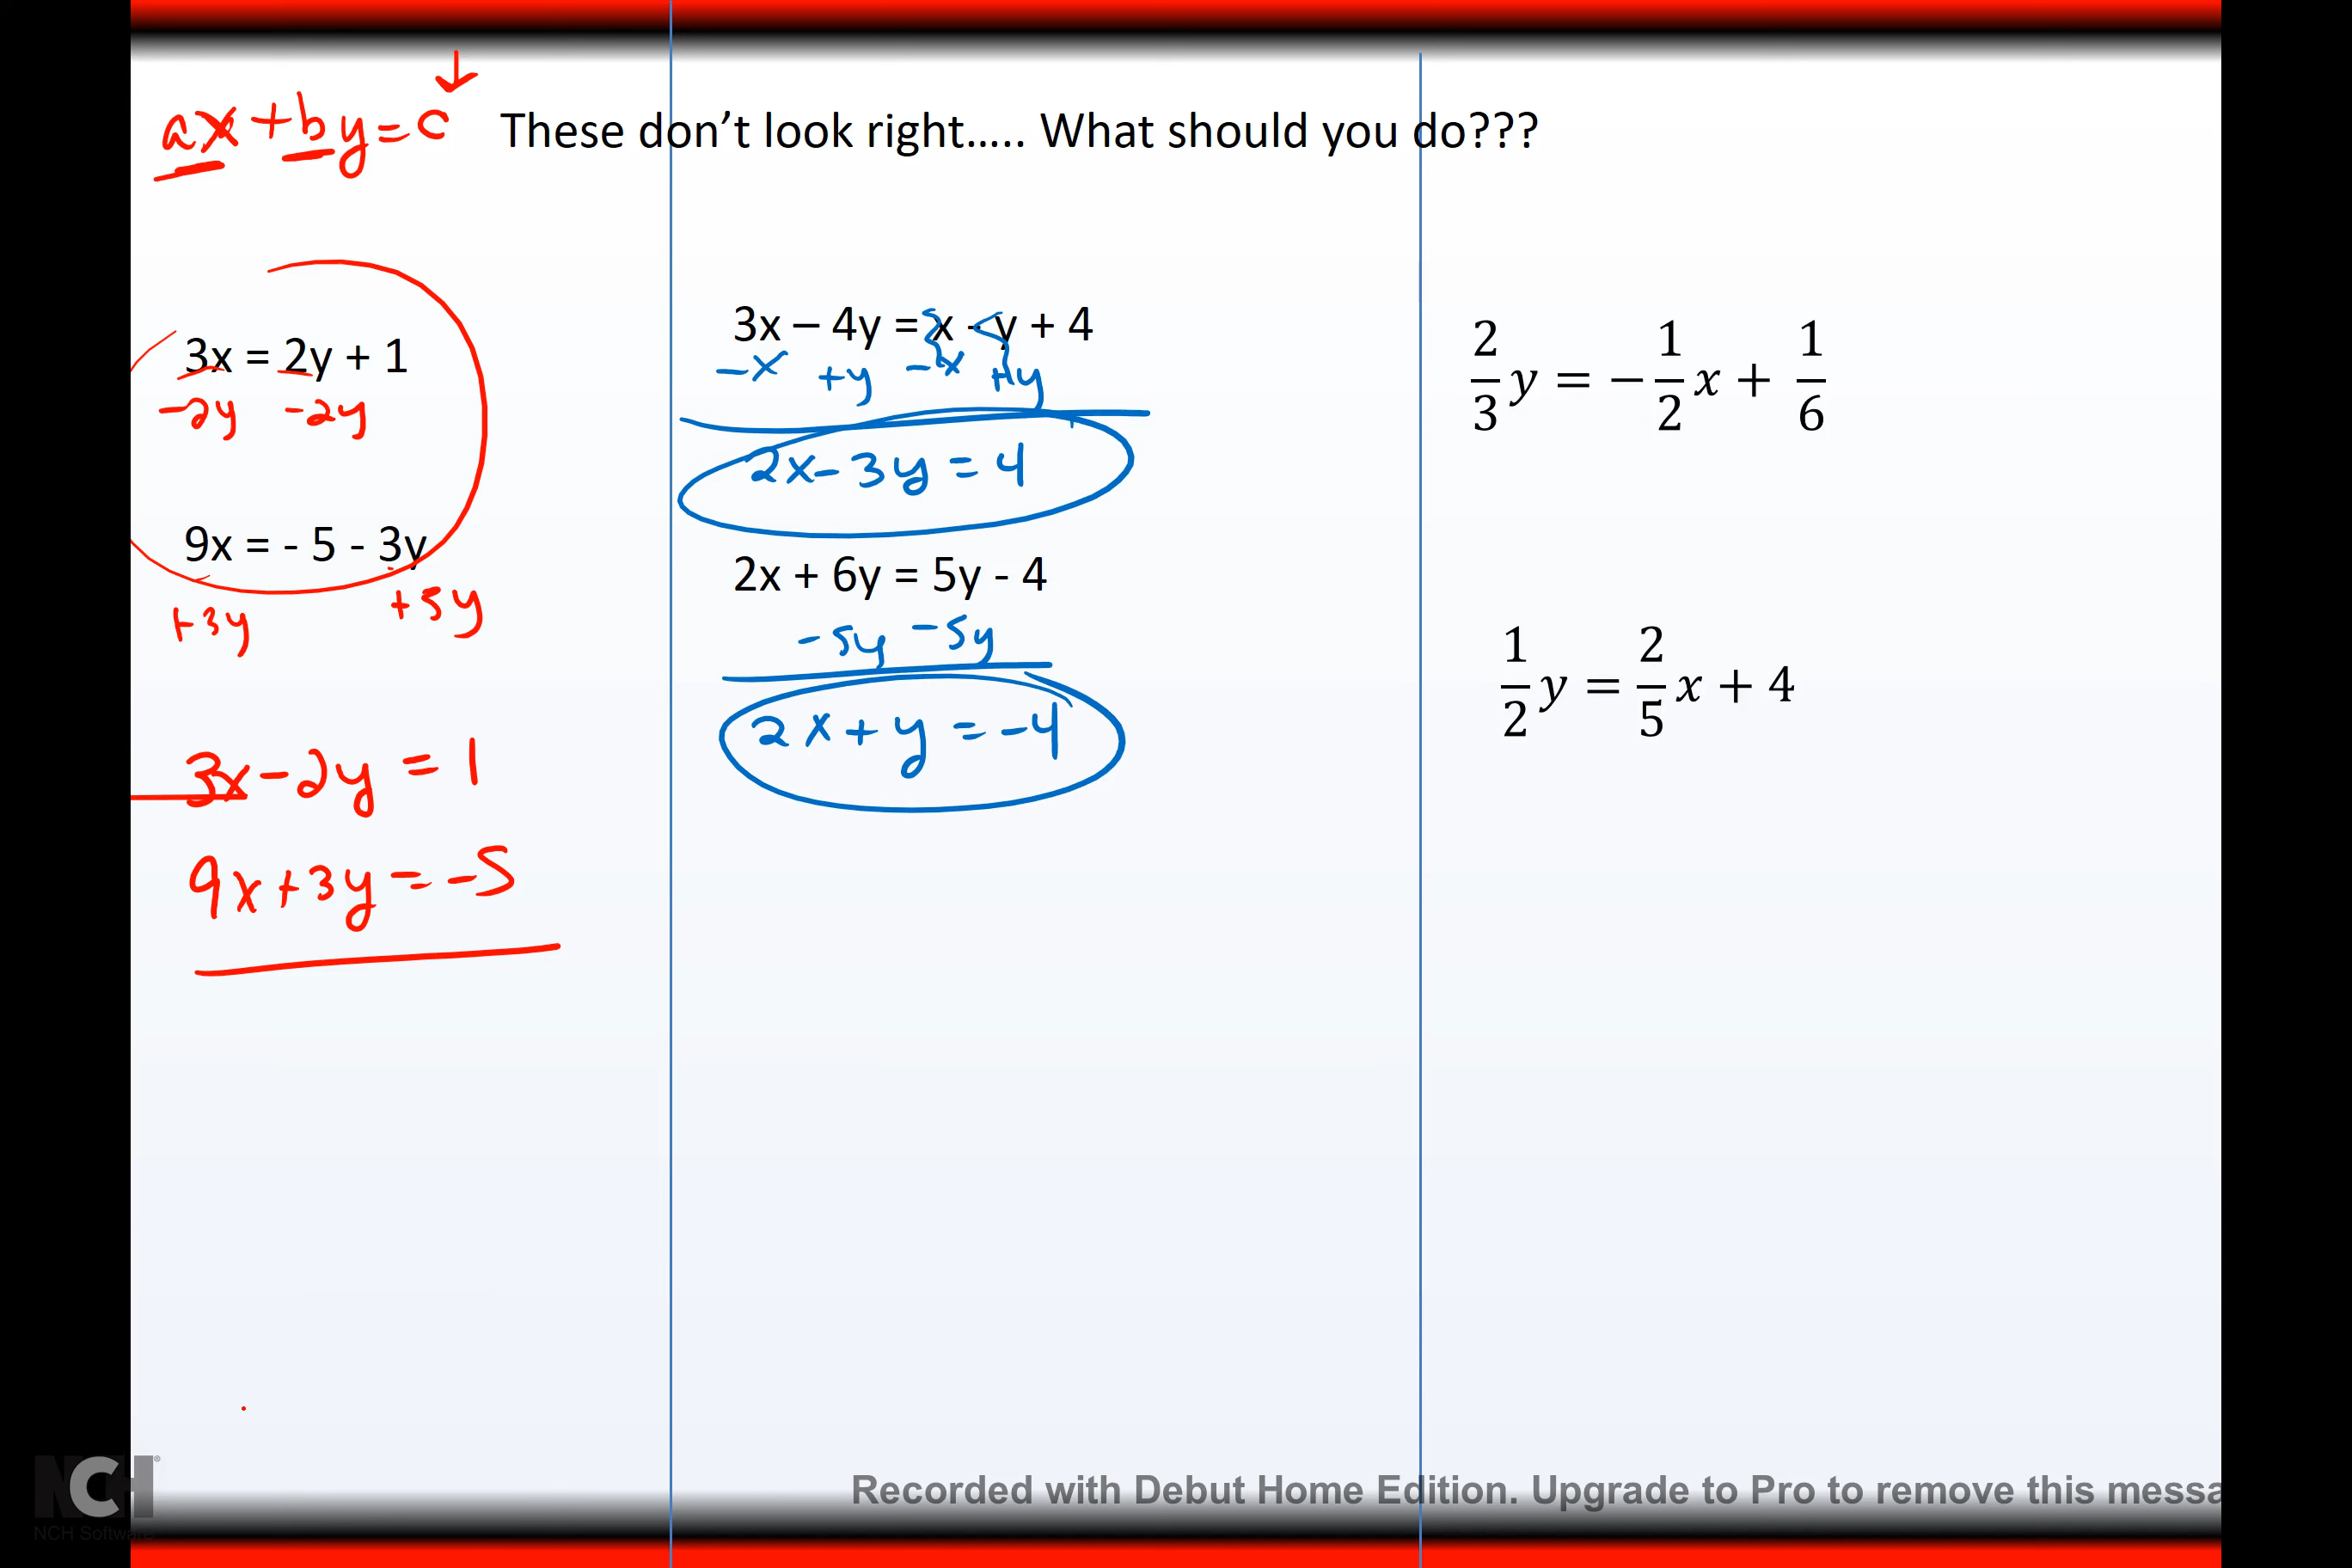 ax + by = c
These don't look right..... What should you do???
3x = 2y + 1
-2y -2y
9x = - 5 - 3y
+3y +3y
3x - 2y = 1
9x + 3y = -5
3x – 4y = x - y + 4
-x +y -x +y
2x - 3y = 4
2x + 6y = 5y - 4
-5y -5y
2x + y = -4
2/3 y = − 1/2 x + 1/6
1/2 y = 2/5 x + 4
NCH®
NCH Software
Recorded with Debut Home Edition. Upgrade to Pro to remove this messa